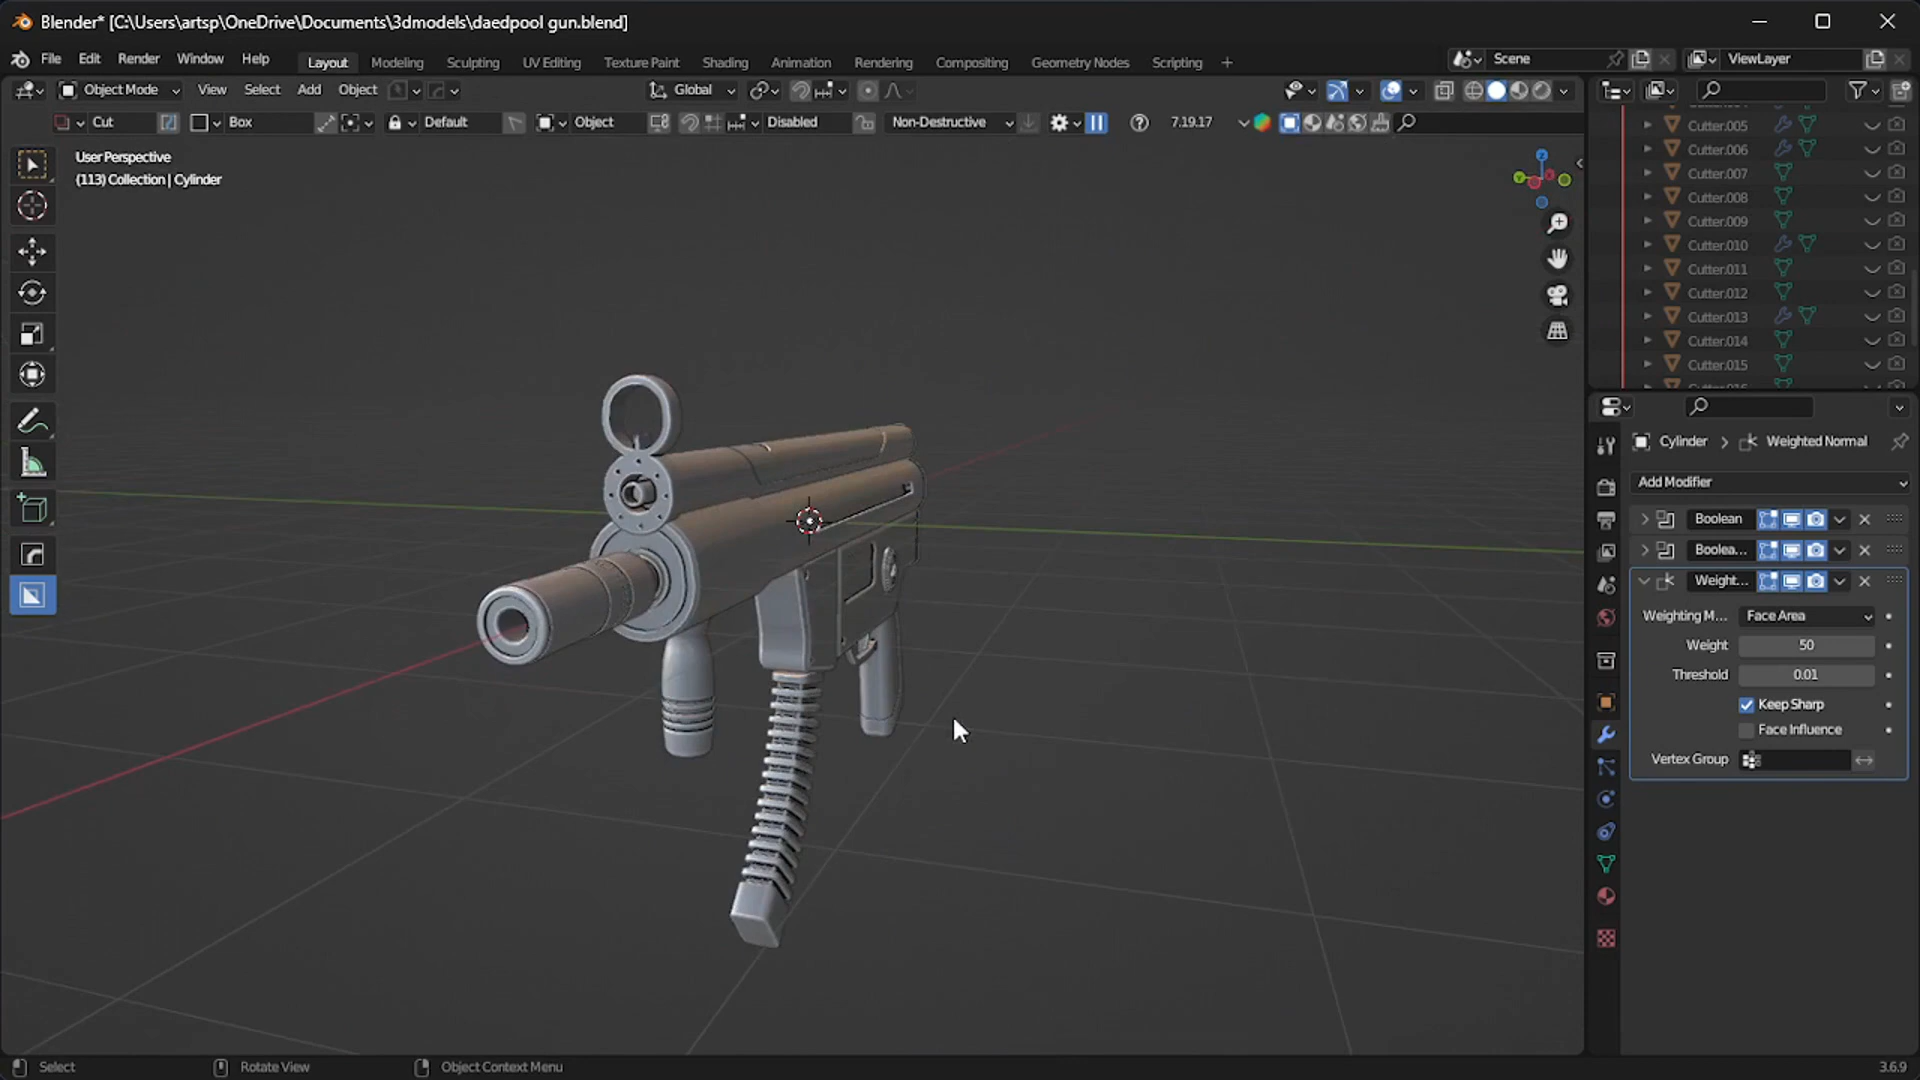 Blender* [C:\Users\artsp\OneDrive\Documents\3dmodels\daedpool gun.blend]
File Edit Render Window Help Layout Modeling Sculpting UV Editing Texture Paint Shading Animation Rendering Compositing Geometry Nodes Scripting + Scene ViewLayer
Object Mode View Select Add Object Global
Cut Box Default Object Disabled Non-Destructive 7.19.17
User Perspective
(113) Collection | Cylinder
Cutter.005
Cutter.006
Cutter.007
Cutter.008
Cutter.009
Cutter.010
Cutter.011
Cutter.012
Cutter.013
Cutter.014
Cutter.015
Cylinder > Weighted Normal
Add Modifier
Boolean
Boolea...
Weight...
Weighting M... Face Area
Weight 50
Threshold 0.01
Keep Sharp
Face Influence
Vertex Group
Select Rotate View Object Context Menu 3.6.9